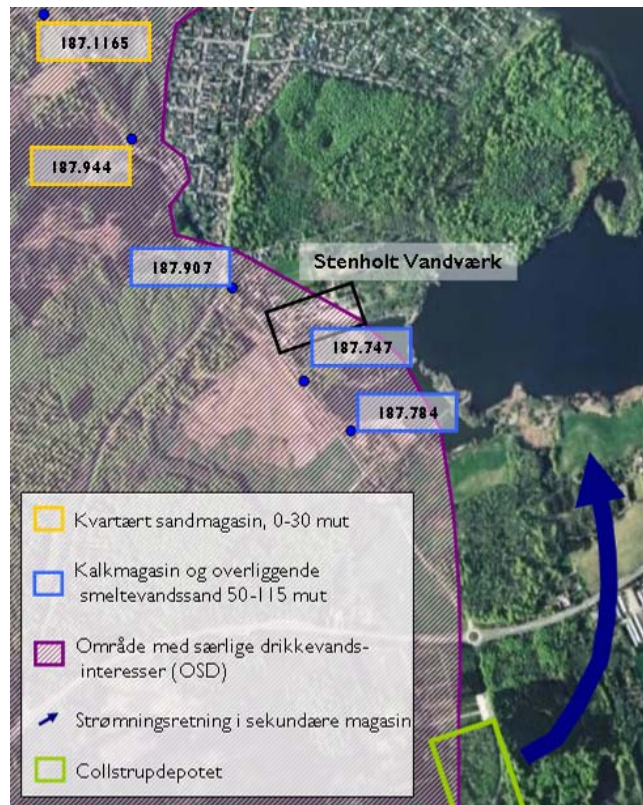 187.1165
187.944
187.907
Stenholt Vandværk
187.747
187.784
Kvartært sandmagasin, 0-30 mut
Kalkmagasin og overliggende
smeltevandssand 50-115 mut
Område med særlige drikkevands-
interesser (OSD)
Strømningsretning i sekundære magasin
Collstrupdepotet